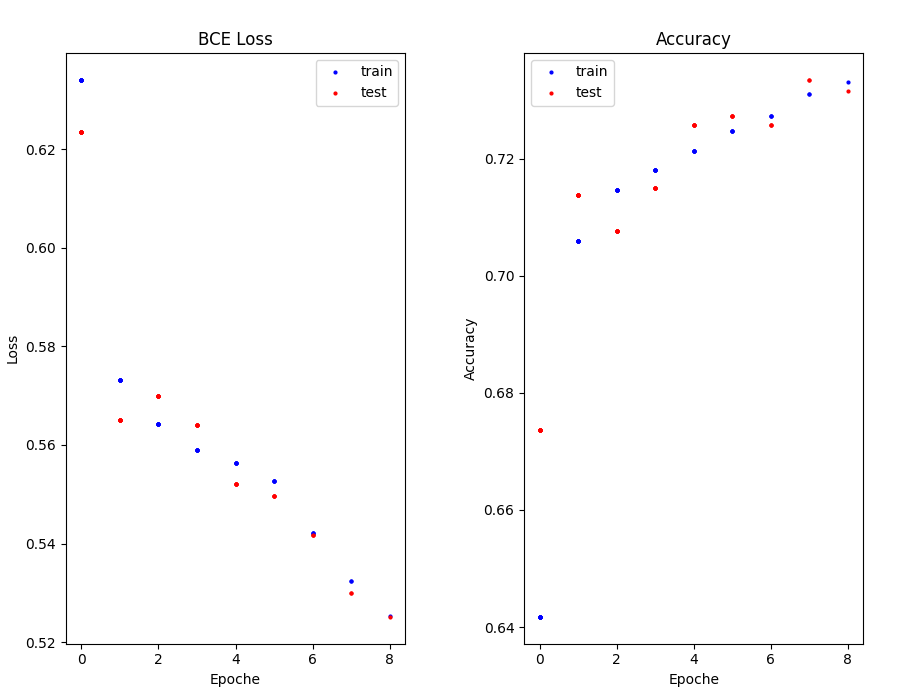 BCE Loss
train
test
0.62
0.60
0.58
0.56
0.54
0.52
0 2 4 6 8
Loss
Epoche
Accuracy
train
test
0.72
0.70
0.68
0.66
0.64
0 2 4 6 8
Accuracy
Epoche